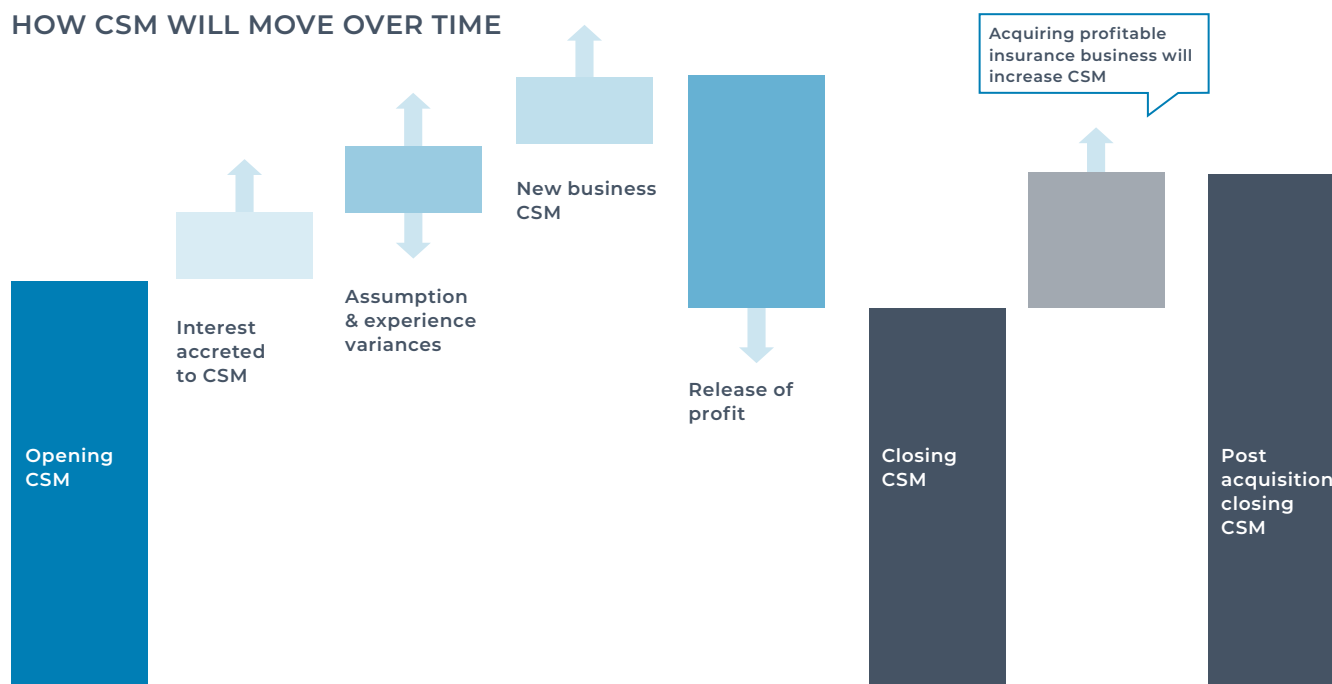 HOW CSM WILL MOVE OVER TIME
Acquiring profitable
insurance business will
increase CSM
New business
CSM
Assumption
& experience
variances
Interest
accreted
to CSM
Release of
profit
Opening
CSM
Closing
CSM
Post
acquisition
closing
CSM